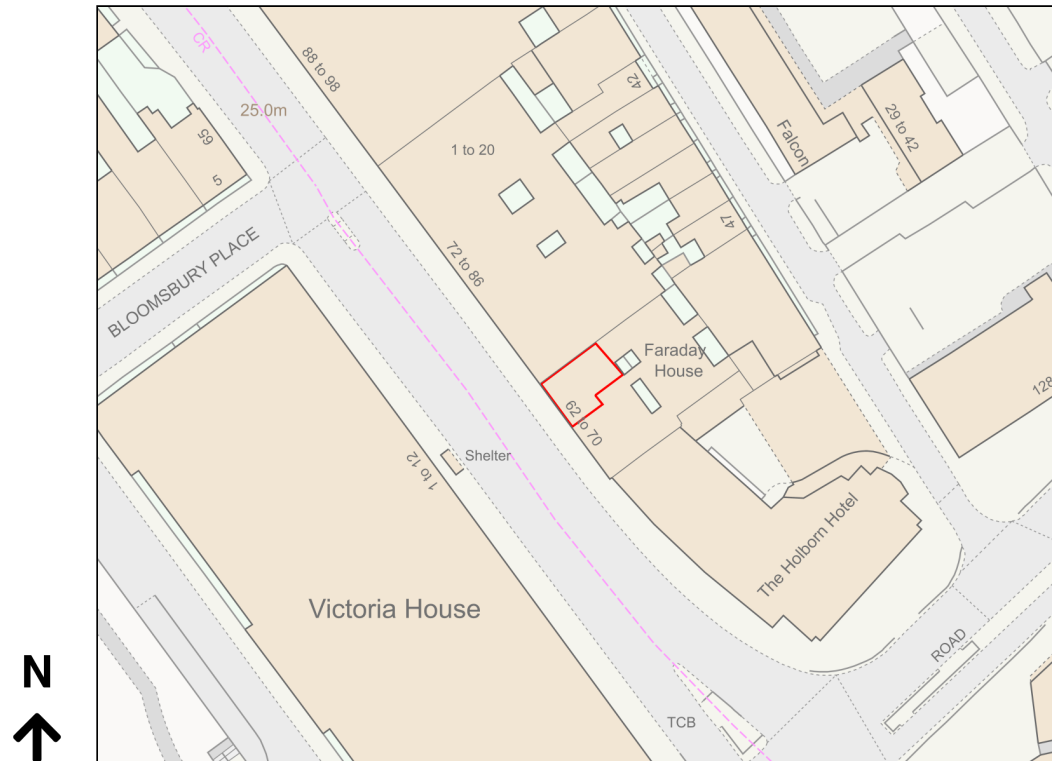 CR
88 to 98
42
25.0m
65
5
1 to 20
Falcon
29 to 42
47
BLOOMSBURY PLACE
72 to 86
Faraday
House
62 to 70
128
1 to 12
Shelter
The Holborn Hotel
Victoria House
ROAD
TCB
N